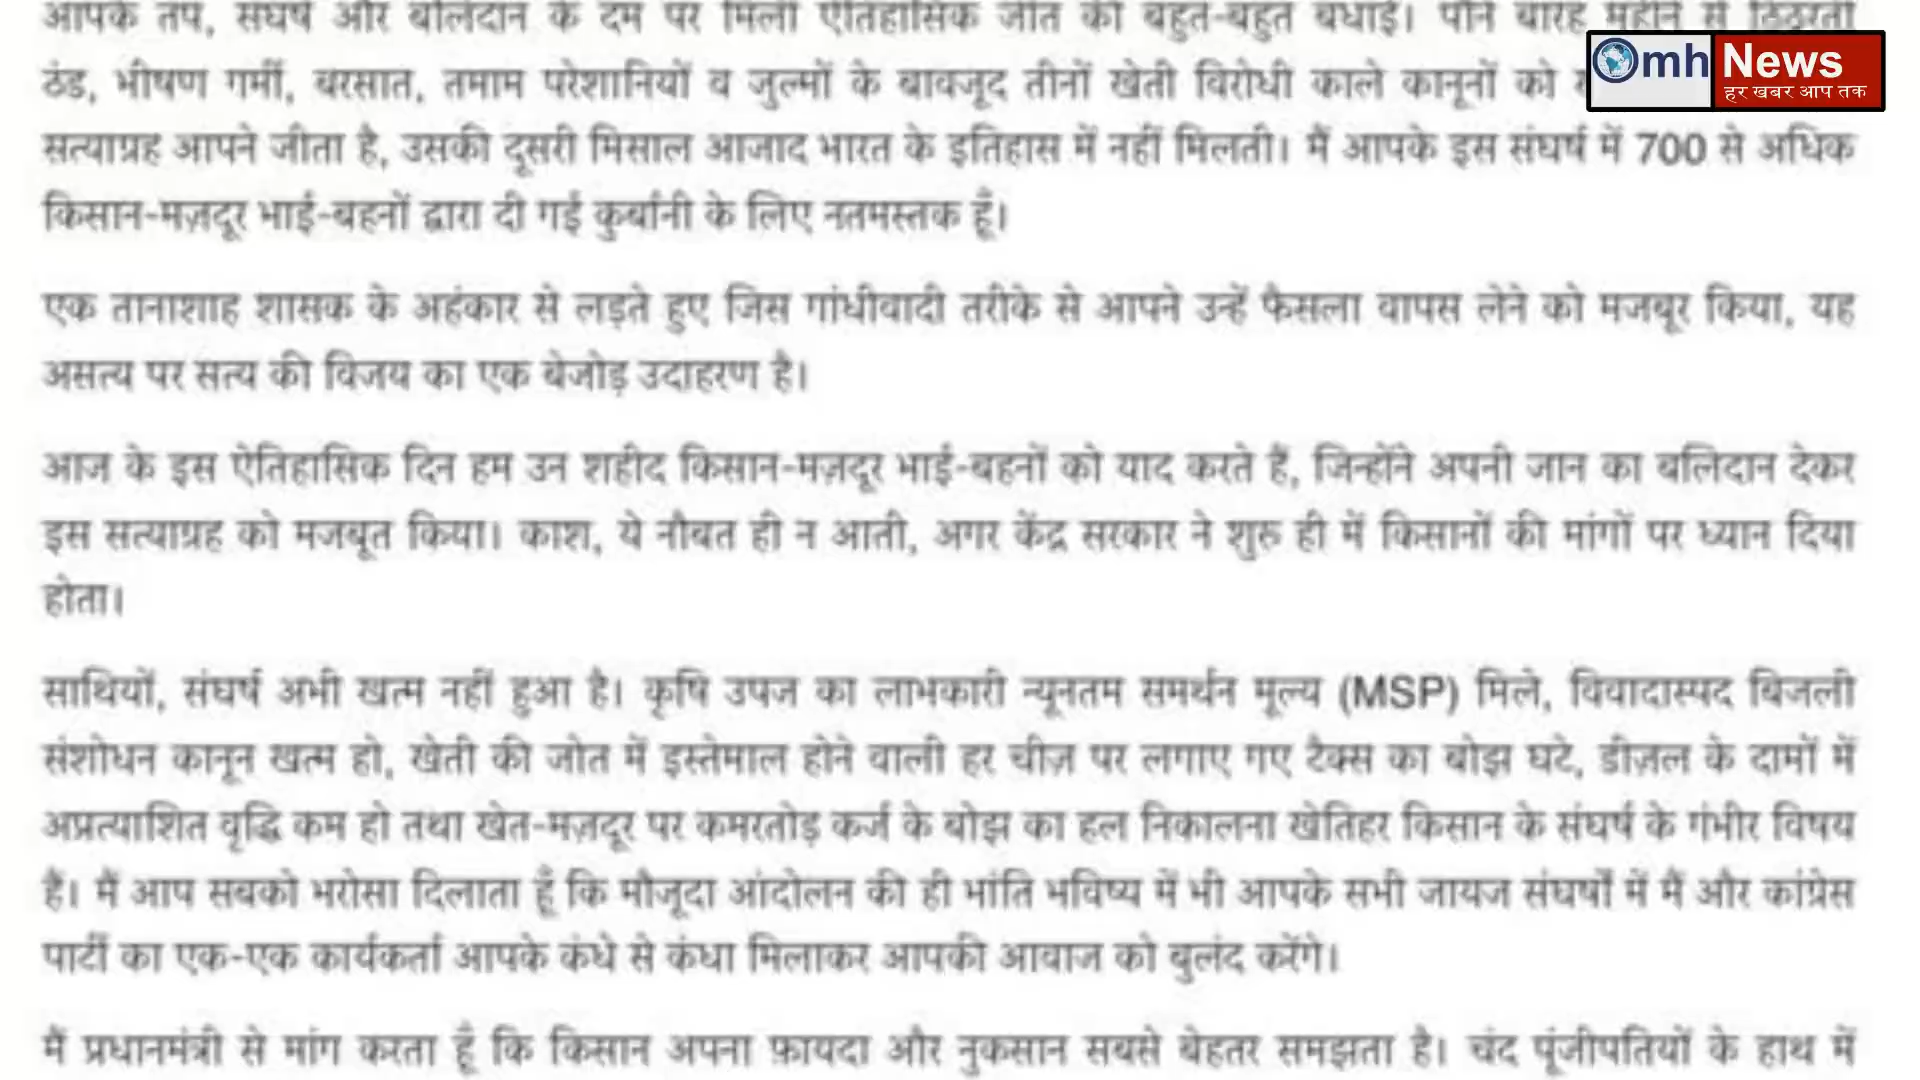 आपके तप, संघर्ष और बलिदान के दम पर मिली ऐतिहासिक जीत की बहुत-बहुत बधाई। पौने बारह महीने से ठिठुरती
ठंड, भीषण गर्मी, बरसात, तमाम परेशानियों व जुल्मों के बावजूद तीनों खेती विरोधी काले कानूनों को
सत्याग्रह आपने जीता है, उसकी दूसरी मिसाल आजाद भारत के इतिहास में नहीं मिलती। मैं आपके इस संघर्ष में 700 से अधिक
किसान-मज़दूर भाई-बहनों द्वारा दी गई कुर्बानी के लिए नतमस्तक हूँ।
एक तानाशाह शासक के अहंकार से लड़ते हुए जिस गांधीवादी तरीके से आपने उन्हें फैसला वापस लेने को मजबूर किया, यह
असत्य पर सत्य की विजय का एक बेजोड़ उदाहरण है।
आज के इस ऐतिहासिक दिन हम उन शहीद किसान-मज़दूर भाई-बहनों को याद करते हैं, जिन्होंने अपनी जान का बलिदान देकर
इस सत्याग्रह को मजबूत किया। काश, ये नौबत ही न आती, अगर केंद्र सरकार ने शुरु ही में किसानों की मांगों पर ध्यान दिया
होता।
साथियों, संघर्ष अभी खत्म नहीं हुआ है। कृषि उपज का लाभकारी न्यूनतम समर्थन मूल्य (MSP) मिले, विवादास्पद बिजली
संशोधन कानून खत्म हो, खेती की जोत में इस्तेमाल होने वाली हर चीज़ पर लगाए गए टैक्स का बोझ घटे, डीज़ल के दामों में
अप्रत्याशित वृद्धि कम हो तथा खेत-मज़दूर पर कमरतोड़ कर्ज के बोझ का हल निकालना खेतिहर किसान के संघर्ष के गंभीर विषय
हैं। मैं आप सबको भरोसा दिलाता हूँ कि मौजूदा आंदोलन की ही भांति भविष्य में भी आपके सभी जायज संघर्षों में मैं और कांग्रेस
पार्टी का एक-एक कार्यकर्ता आपके कंधे से कंधा मिलाकर आपकी आवाज को बुलंद करेंगे।
मैं प्रधानमंत्री से मांग करता हूँ कि किसान अपना फ़ायदा और नुकसान सबसे बेहतर समझता है। चंद पूंजीपतियों के हाथ में
Omh News
हर खबर आप तक